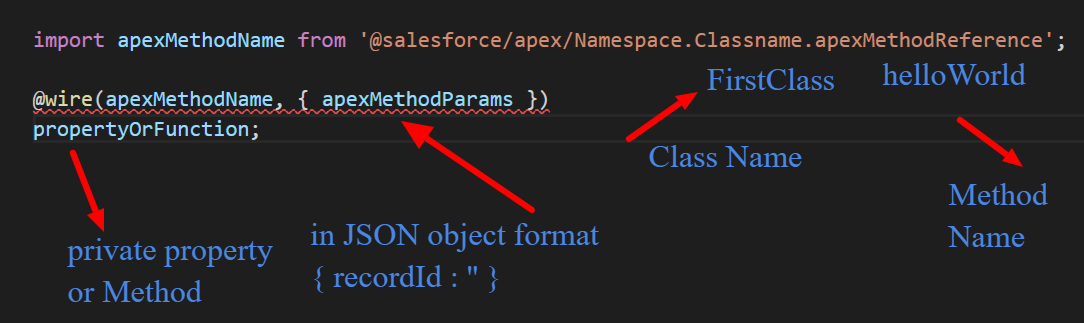 import apexMethodName from '@salesforce/apex/Namespace.Classname.apexMethodReference';
FirstClass
helloWorld
@wire(apexMethodName, { apexMethodParams })
propertyOrFunction;
Class Name
Method
Name
in JSON object format
{ recordId : '' }
private property
or Method